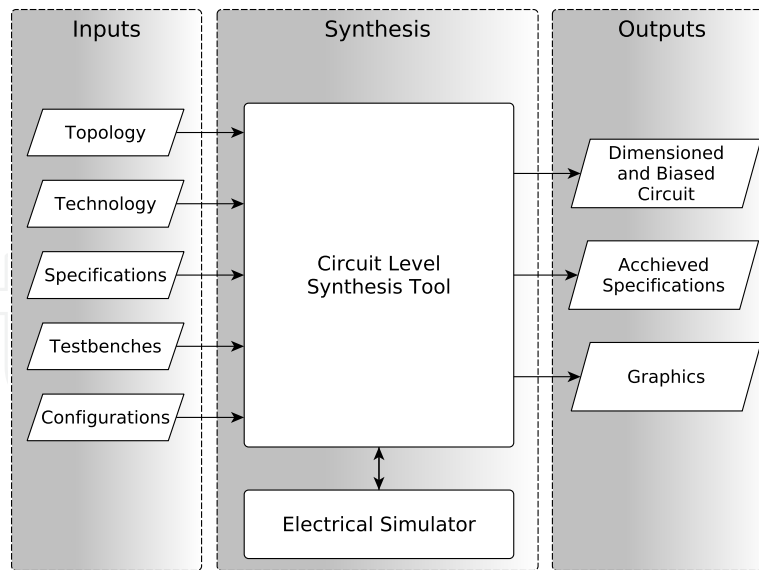 Inputs
Topology
Technology
Specifications
Testbenches
Configurations
Synthesis
Circuit Level
Synthesis Tool
Electrical Simulator
Outputs
Dimensioned
and Biased
Circuit
Acchieved
Specifications
Graphics